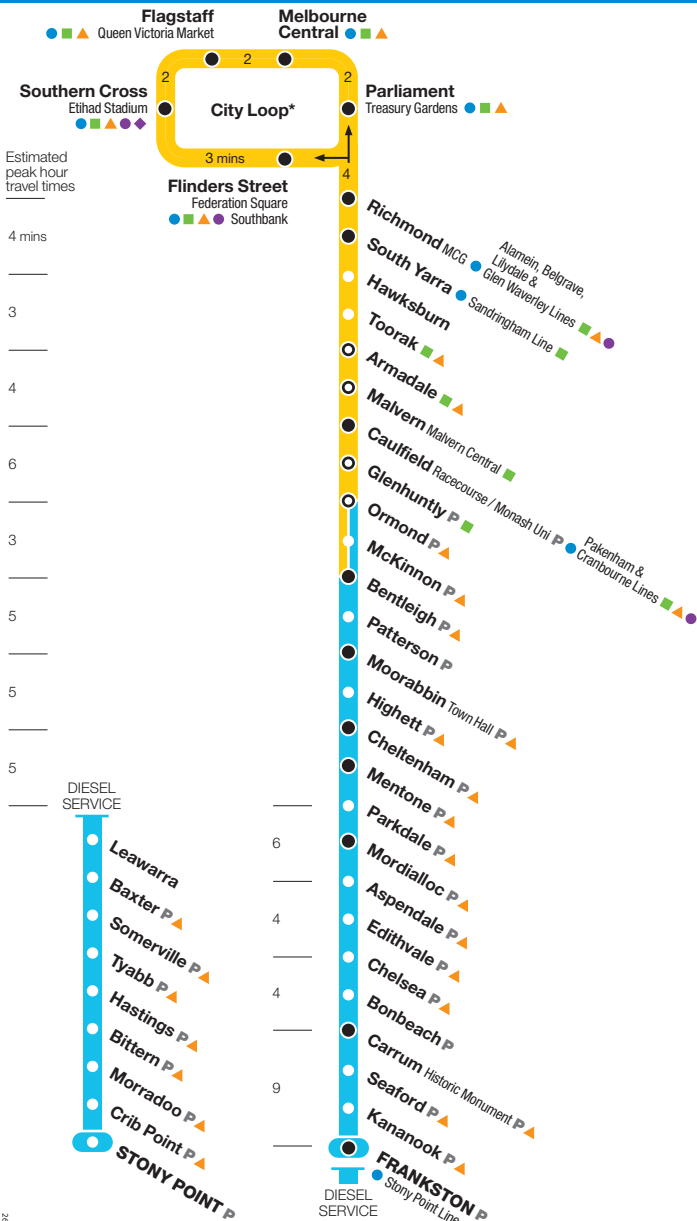 Flagstaff
Queen Victoria Market
Melbourne
Central
2
2
2
Southern Cross
Etihad Stadium
City Loop*
Parliament
Treasury Gardens
3 mins
4
Flinders Street
Federation Square
Southbank
Estimated
peak hour
travel times
4 mins
3
4
6
3
5
5
5
Richmond MCG
Alamein, Belgrave,
Lilydale &
Glen Waverley Lines
South Yarra Sandringham Line
Hawksburn
Toorak
Armadale
Malvern Malvern Central
Caulfield Racecourse / Monash Uni P
Pakenham &
Cranbourne Lines
Glenhuntly P
Ormond P
McKinnon P
Bentleigh P
Patterson P
Moorabbin Town Hall P
Highett P
Cheltenham P
Mentone P
Parkdale P
Mordialloc P
Aspendale P
Edithvale P
Chelsea P
Bonbeach P
Carrum Historic Monument P
Seaford P
Kananook P
FRANKSTON P
Stony Point Line
6
4
4
9
DIESEL
SERVICE
DIESEL
SERVICE
Leawarra
Baxter P
Somerville P
Tyabb P
Hastings P
Bittern P
Morradoo P
Crib Point P
STONY POINT P